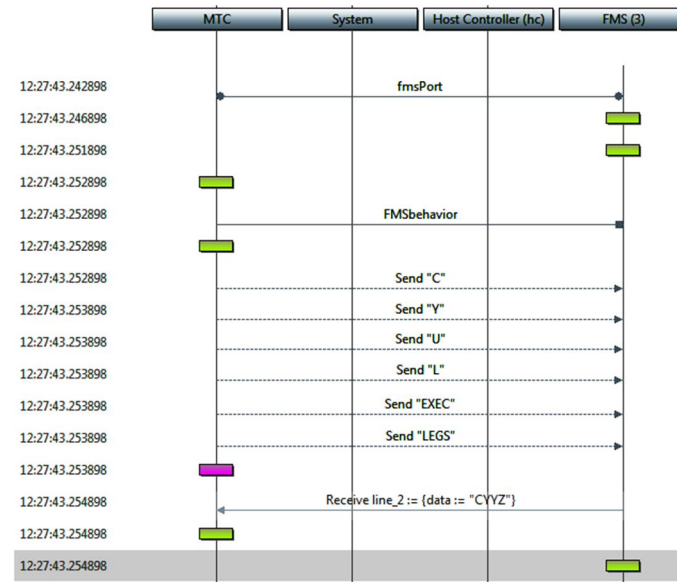 MTC System Host Controller (hc) FMS (3)
12:27:43.242898 fmsPort
12:27:43.246898
12:27:43.251898
12:27:43.252898
12:27:43.252898 FMSbehavior
12:27:43.252898
12:27:43.252898 Send "C"
12:27:43.253898 Send "Y"
12:27:43.253898 Send "U"
12:27:43.253898 Send "L"
12:27:43.253898 Send "EXEC"
12:27:43.253898 Send "LEGS"
12:27:43.253898
12:27:43.254898 Receive line_2 := {data := "CYYZ"}
12:27:43.254898
12:27:43.254898